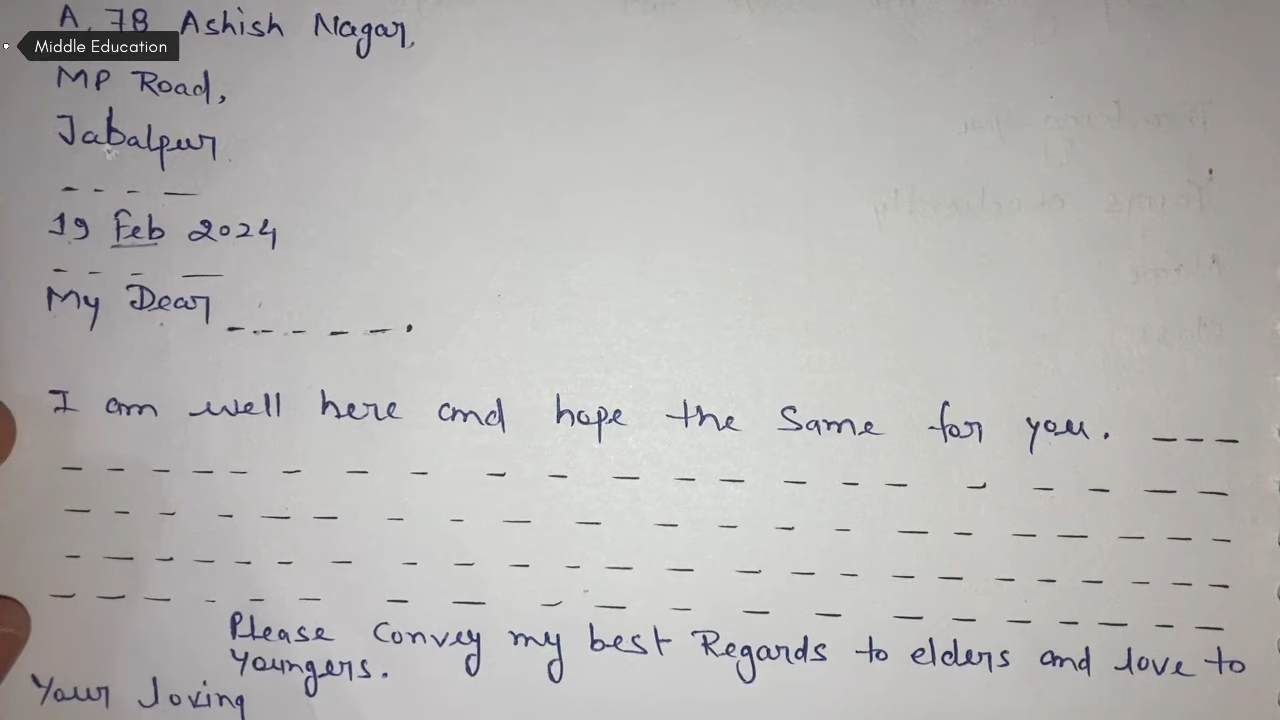 A. 78 Ashish Nagar,
Middle Education
MP Road,
Jabalpur
- - - -
19 Feb 2024
- - - -
My Dear - - - - - .
I am well here and hope the same for you. - - -
Please convey my best Regards to elders and love to
youngers.
Your loving